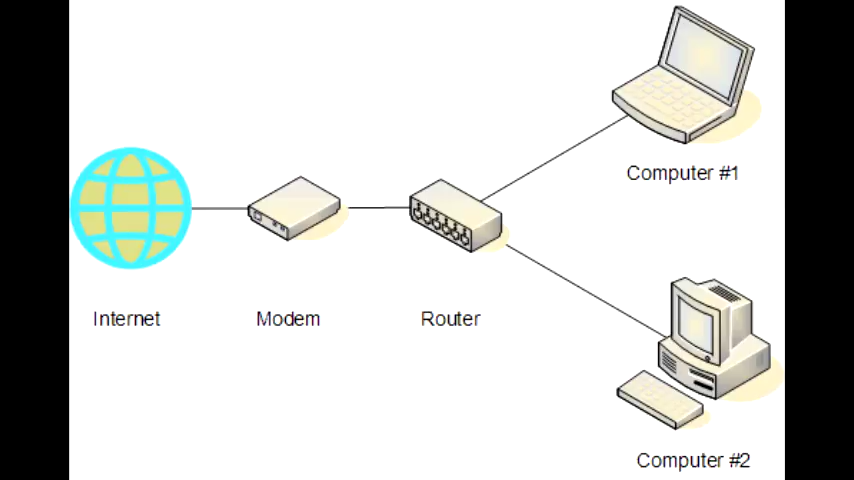 Computer #1
Internet
Modem
Router
Computer #2